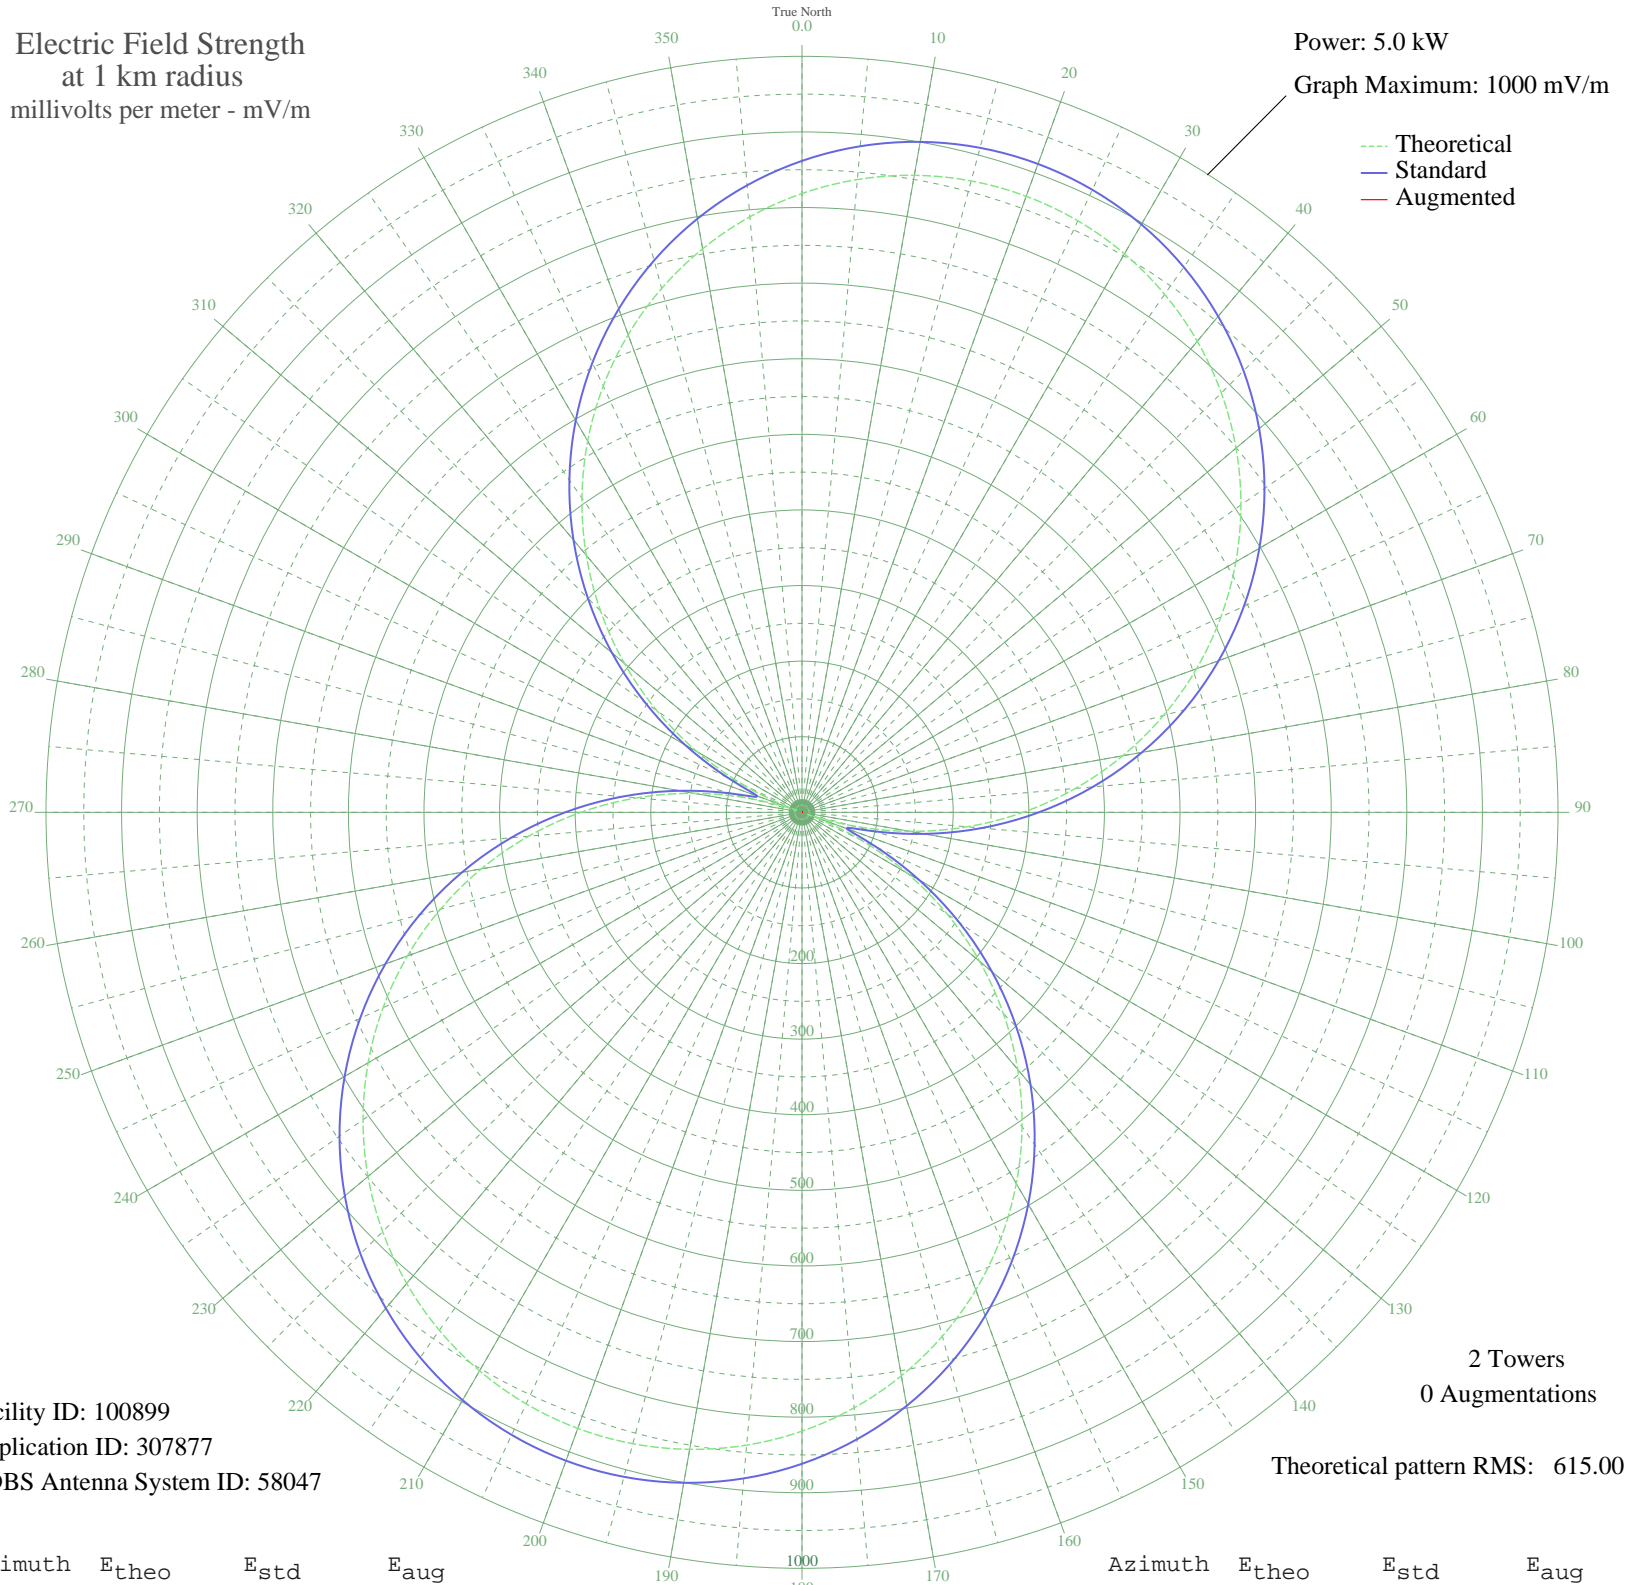 True North
0.0
Electric Field Strength
at 1 km radius
millivolts per meter - mV/m
Power: 5.0 kW
Graph Maximum: 1000 mV/m
Theoretical
Standard
Augmented
350
10
340
20
330
30
320
40
310
50
300
60
290
70
280
80
270
90
260
100
250
110
240
120
230
130
220
140
210
150
200
160
190
170
200
300
400
500
600
700
800
900
1000
2 Towers
0 Augmentations
Theoretical pattern RMS: 615.00
cility ID: 100899
plication ID: 307877
DBS Antenna System ID: 58047
imuth Etheo Estd Eaug Azimuth Etheo Estd Eaug